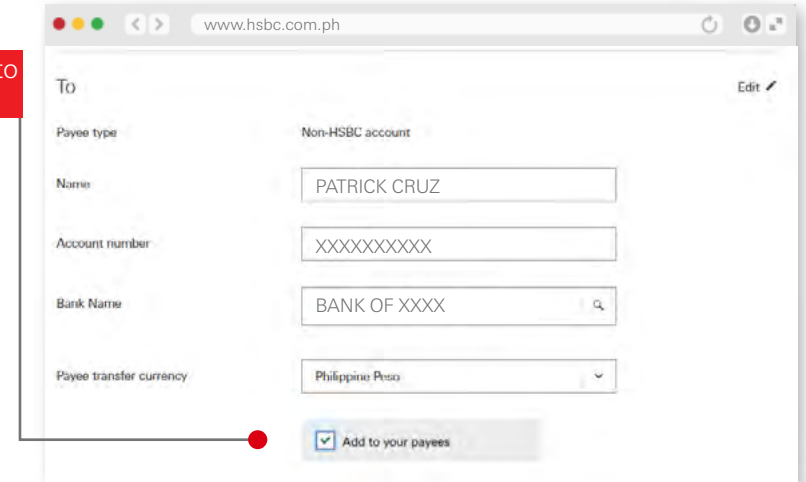 www.hsbc.com.ph
to
To
Edit
Payee type
Non-HSBC account
Name
PATRICK CRUZ
Account number
XXXXXXXXXX
Bank Name
BANK OF XXXX
Payee transfer currency
Philippine Peso
Add to your payees